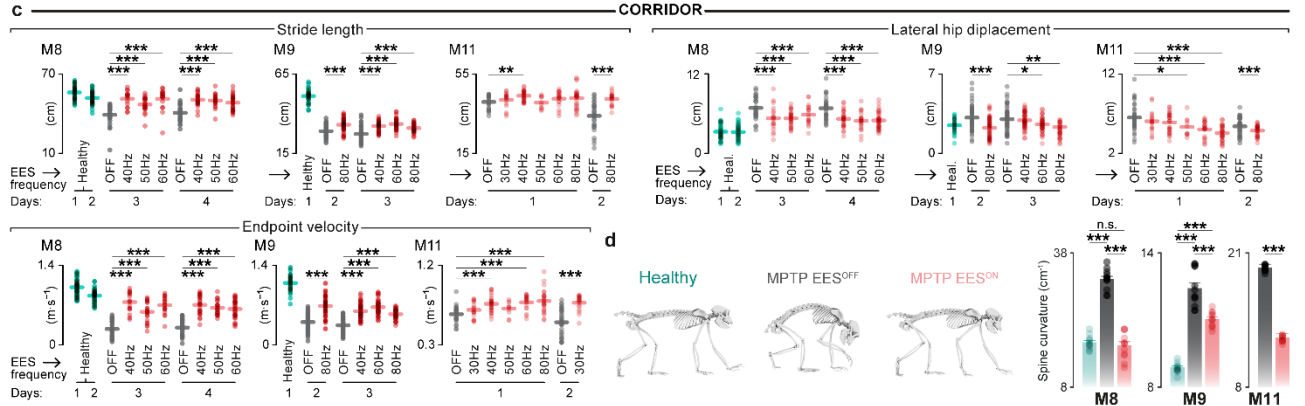 c CORRIDOR
Stride length
M8 M9 M11
70 65 55
*** *** ***
*** *** ***
*** *** *** *** ** ***
(cm) (cm) (cm)
10 15 15
EES → frequency
Healthy OFF 40Hz 50Hz 60Hz OFF 40Hz 50Hz 60Hz
Helthy OFF 80Hz OFF 40Hz 60Hz 80Hz
OFF 30Hz 40Hz 50Hz 60Hz 80Hz OFF 80Hz
Days: 1 2 3 4 1 2 3 1 2
Lateral hip diplacement
M8 M9 M11
12 7 12
*** *** ***
*** *** ** ***
*** *** *** * * ***
(cm) (cm) (cm)
0 0 2
EES → frequency
Heal. OFF 40Hz 50Hz 60Hz OFF 40Hz 50Hz 60Hz
Heal. OFF 80Hz OFF 40Hz 60Hz 80Hz
OFF 30Hz 40Hz 50Hz 60Hz 80Hz OFF 80Hz
Days: 1 2 3 4 1 2 3 1 2
Endpoint velocity
M8 M9 M11
1.4 1.4 1.2
*** *** *** ***
*** *** *** ***
*** *** *** *** *** ***
(m·s⁻¹) (m·s⁻¹) (m·s⁻¹)
0 0 0.3
EES → frequency
Healthy OFF 40Hz 50Hz 60Hz OFF 40Hz 50Hz 60Hz
Healthy OFF 80Hz OFF 40Hz 60Hz 80Hz
OFF 30Hz 40Hz 50Hz 60Hz 80Hz OFF 30Hz
Days: 1 2 3 4 1 2 3 1 2
d
Healthy MPTP EESᴼᶠᶠ MPTP EESᴼᴺ
Spine curvature (cm⁻¹)
n.s. ***
*** *** *** *** ***
38 14 21
8 8 8
M8 M9 M11